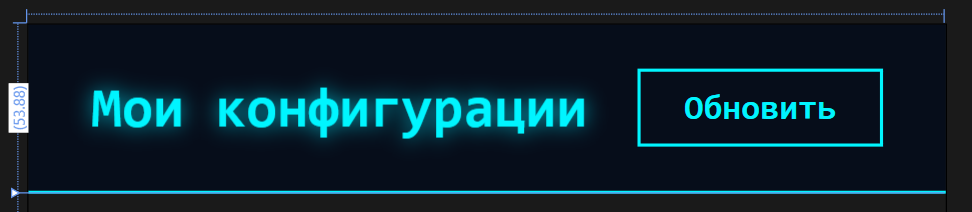 (53.88)
Мои конфигурации
Обновить